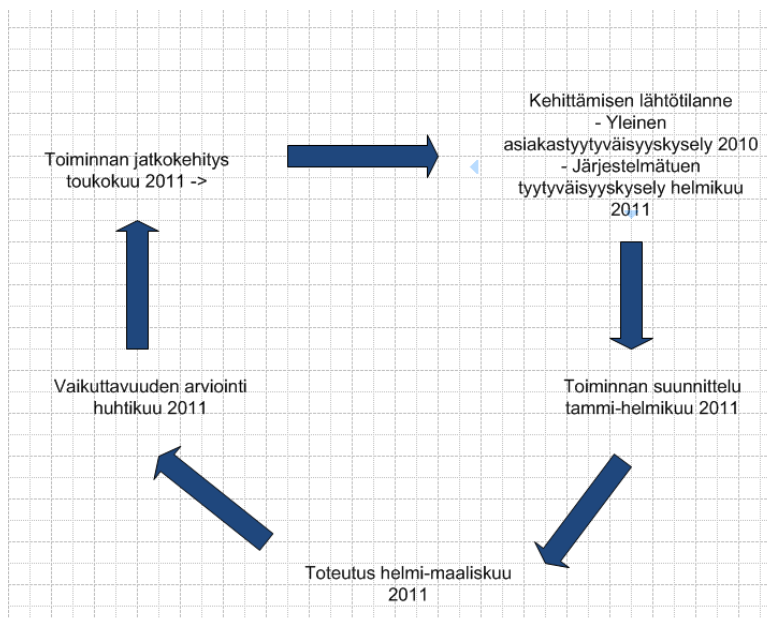 Kehittämisen lähtötilanne
- Yleinen
asiakastyytyväisyyskysely 2010
- Järjestelmätuen
tyytyväisyyskysely helmikuu
2011
Toiminnan suunnittelu
tammi-helmikuu 2011
Toteutus helmi-maaliskuu
2011
Vaikuttavuuden arviointi
huhtikuu 2011
Toiminnan jatkokehitys
toukokuu 2011 ->